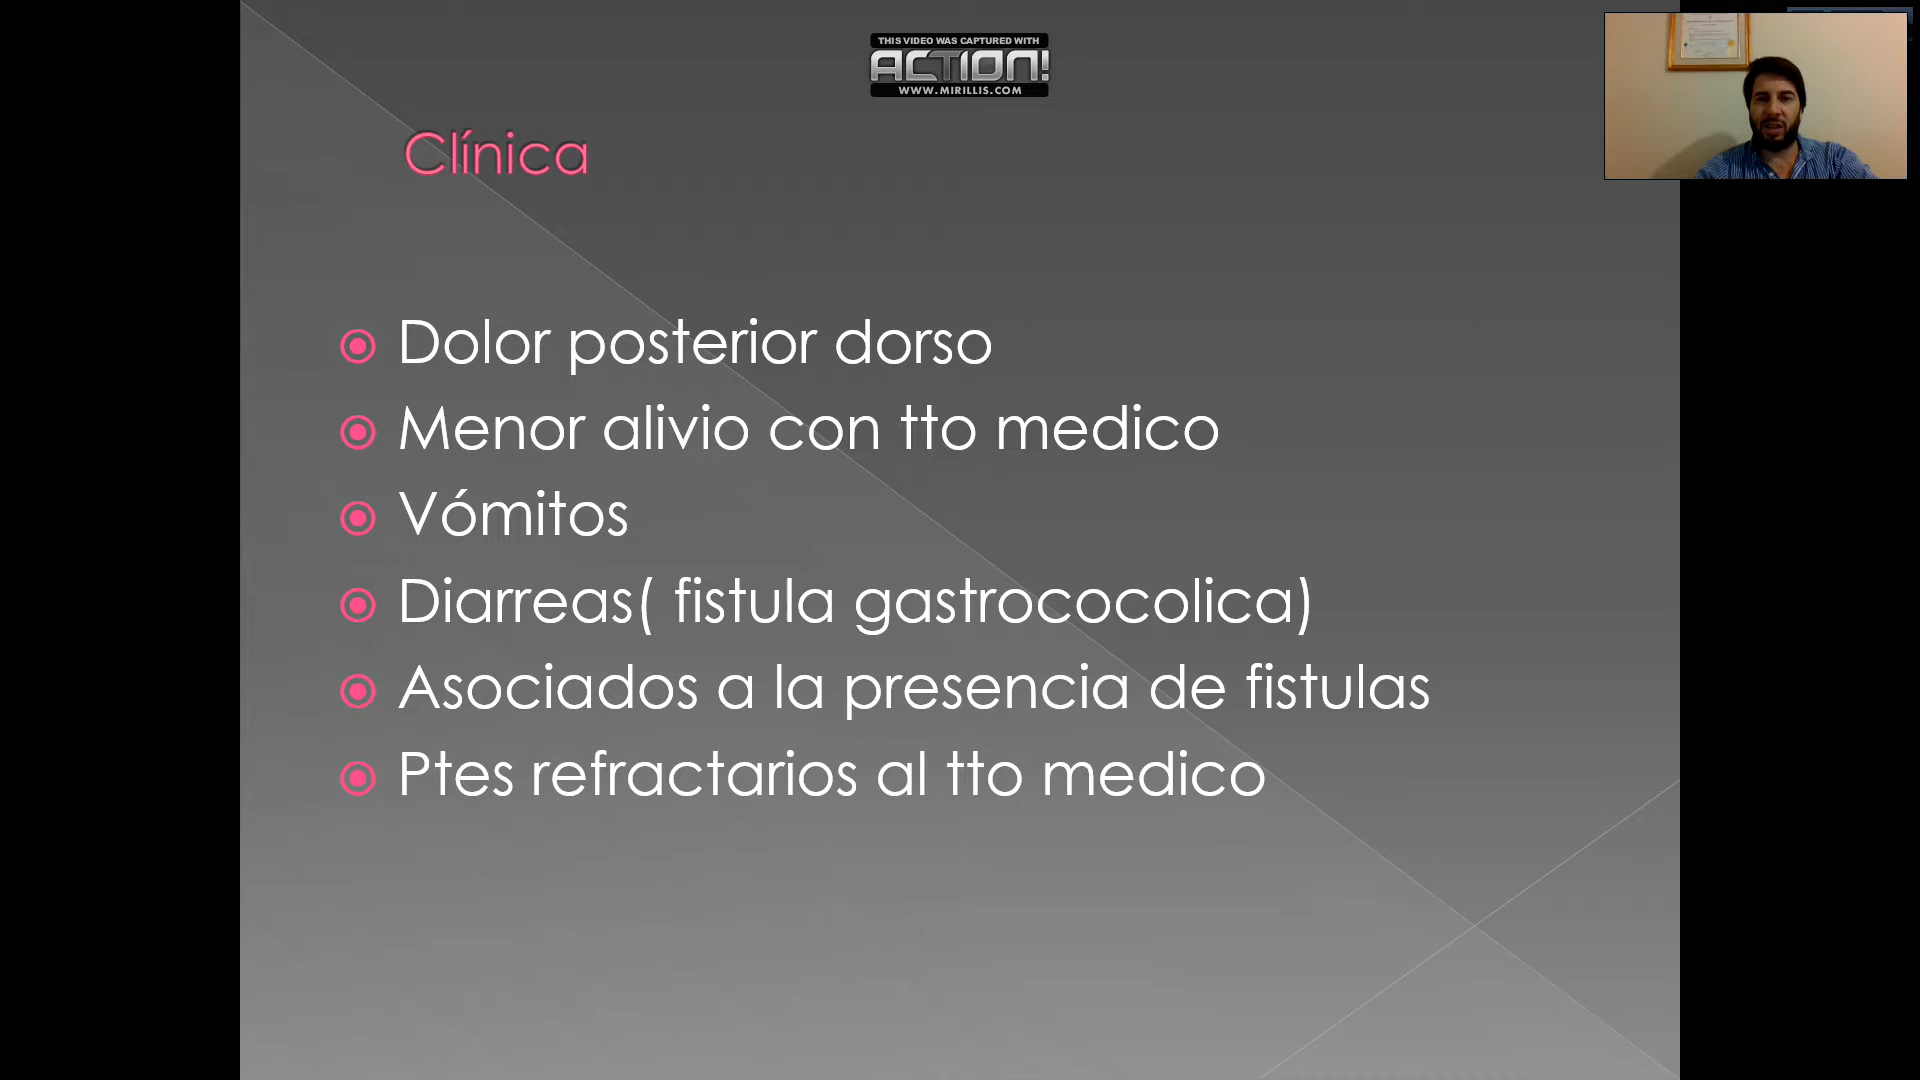 THIS VIDEO WAS CAPTURED WITH
ACTION!
WWW.MIRILLIS.COM
Clínica
Dolor posterior dorso
Menor alivio con tto medico
Vómitos
Diarreas( fistula gastrococolica)
Asociados a la presencia de fistulas
Ptes refractarios al tto medico